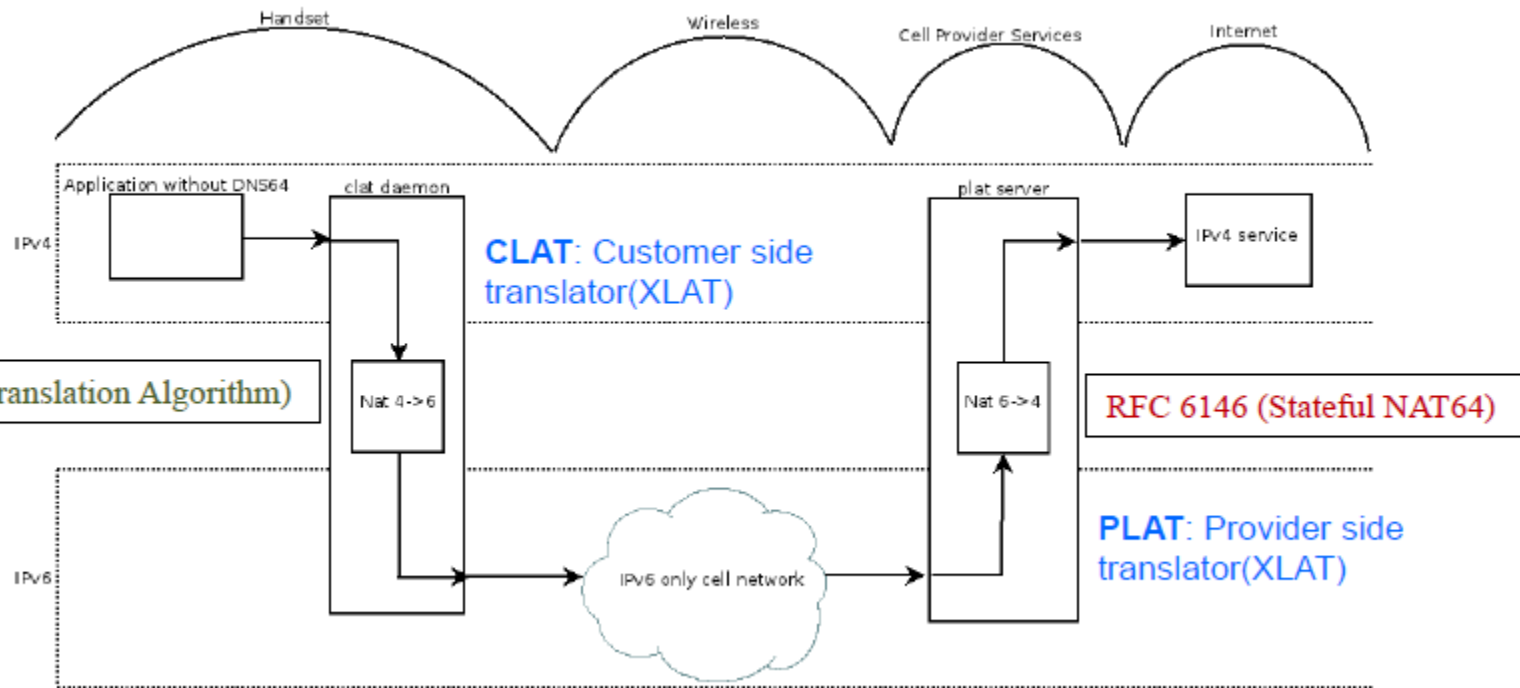 Handset
Wireless
Cell Provider Services
Internet
Application without DNS64
clat daemon
plat server
IPv4
CLAT: Customer side
translator(XLAT)
IPv4 service
Nat 4->6
Translation Algorithm)
Nat 6->4
RFC 6146 (Stateful NAT64)
IPv6
IPv6 only cell network
PLAT: Provider side
translator(XLAT)